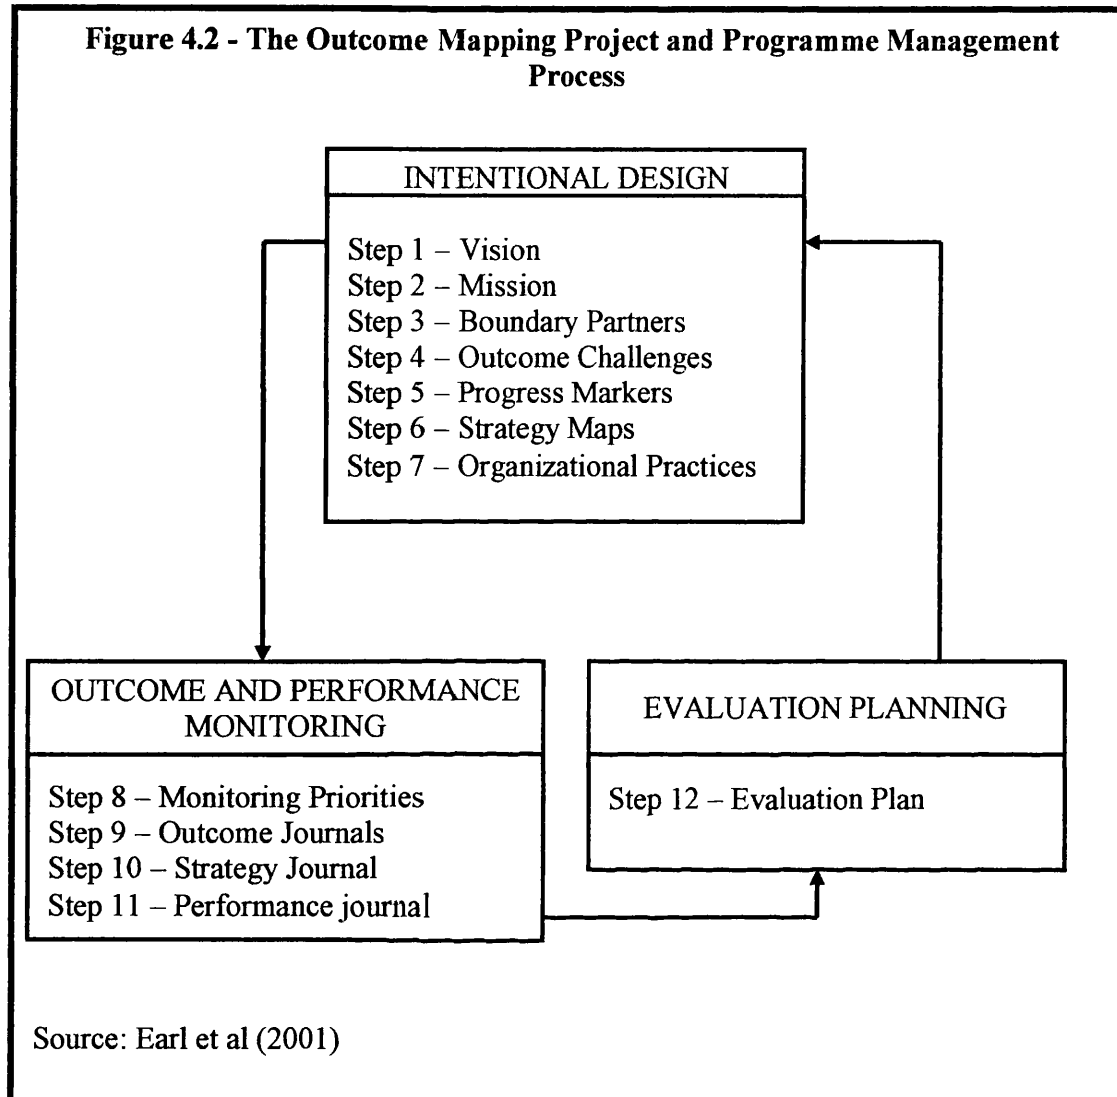 Figure 4.2 - The Outcome Mapping Project and Programme Management
Process
INTENTIONAL DESIGN
Step 1 – Vision
Step 2 – Mission
Step 3 – Boundary Partners
Step 4 – Outcome Challenges
Step 5 – Progress Markers
Step 6 – Strategy Maps
Step 7 – Organizational Practices
OUTCOME AND PERFORMANCE
MONITORING
Step 8 – Monitoring Priorities
Step 9 – Outcome Journals
Step 10 – Strategy Journal
Step 11 – Performance journal
EVALUATION PLANNING
Step 12 – Evaluation Plan
Source: Earl et al (2001)